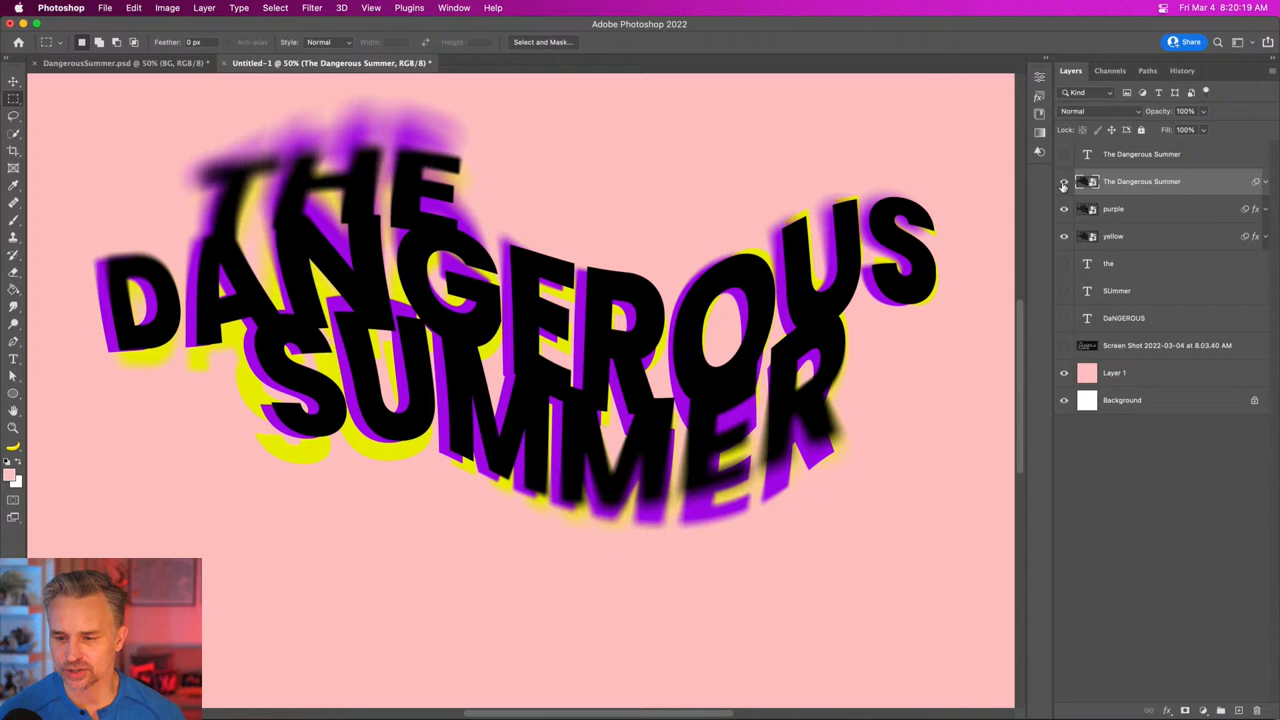 Photoshop File Edit Image Layer Type Select Filter 3D View Plugins Window Help Fri Mar 4 8:20:19 AM
Adobe Photoshop 2022
Feather: 0 px Anti-alias Style: Normal Width: Height: Select and Mask... Share
DangerousSummer.psd @ 50% (BG, RGB/8) * Untitled-1 @ 50% (The Dangerous Summer, RGB/8) *
Layers Channels Paths History
Kind
Normal Opacity: 100%
Lock: Fill: 100%
The Dangerous Summer
The Dangerous Summer
purple
yellow
the
SUmmer
DaNGEROUS
Screen Shot 2022-03-04 at 8.03.40 AM
Layer 1
Background
THE
DANGEROUS
SUMMER